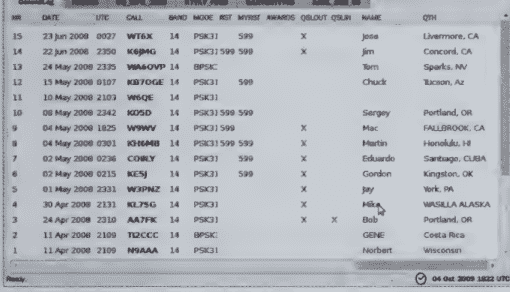 NR DATE UTC CALL BAND MODE RST MYRST AWARDS QSLOUT QSLIN NAME QTH
15 23 Jun 2008 0027 WT6X 14 PSK31 599 X Jose Livermore, CA
14 22 Jun 2008 2350 K6JMG 14 PSK31 599 599 X Jim Concord, CA
13 24 May 2008 2335 WA6OVP 14 BPSK Tom Sparks, NV
12 15 May 2008 0107 KB7OGE 14 PSK31 599 X Chuck Tucson, Az
11 10 May 2008 2107 W6QE 14 PSK31
10 08 May 2008 2342 KO5D 14 PSK31 599 599 Sergey Portland, OR
9 04 May 2008 1825 W9WV 14 PSK31 599 X Mac FALLBROOK, CA
8 04 May 2008 0301 KH6MB 14 PSK31 599 599 X Martin Honolulu, HI
7 02 May 2008 0236 14 PSK31 599 X Eduardo Santiago, CUBA
6 02 May 2008 0215 KE5J 14 PSK31 599 X Gordon Kingston, OK
5 01 May 2008 2331 W3PNZ 14 PSK31 X Jay York, PA
4 30 Apr 2008 2131 KL7SG 14 PSK31 X Mike WASILLA ALASKA
3 24 Apr 2008 2310 AA7FK 14 PSK31 X X Bob Portland, OR
2 11 Apr 2008 2109 TI2CCC 14 BPSK31 GENE Costa Rica
1 11 Apr 2008 2109 N9AAA 14 PSK31 Norbert Wisconsin
Ready. 04 Oct 2009 1822 UTC